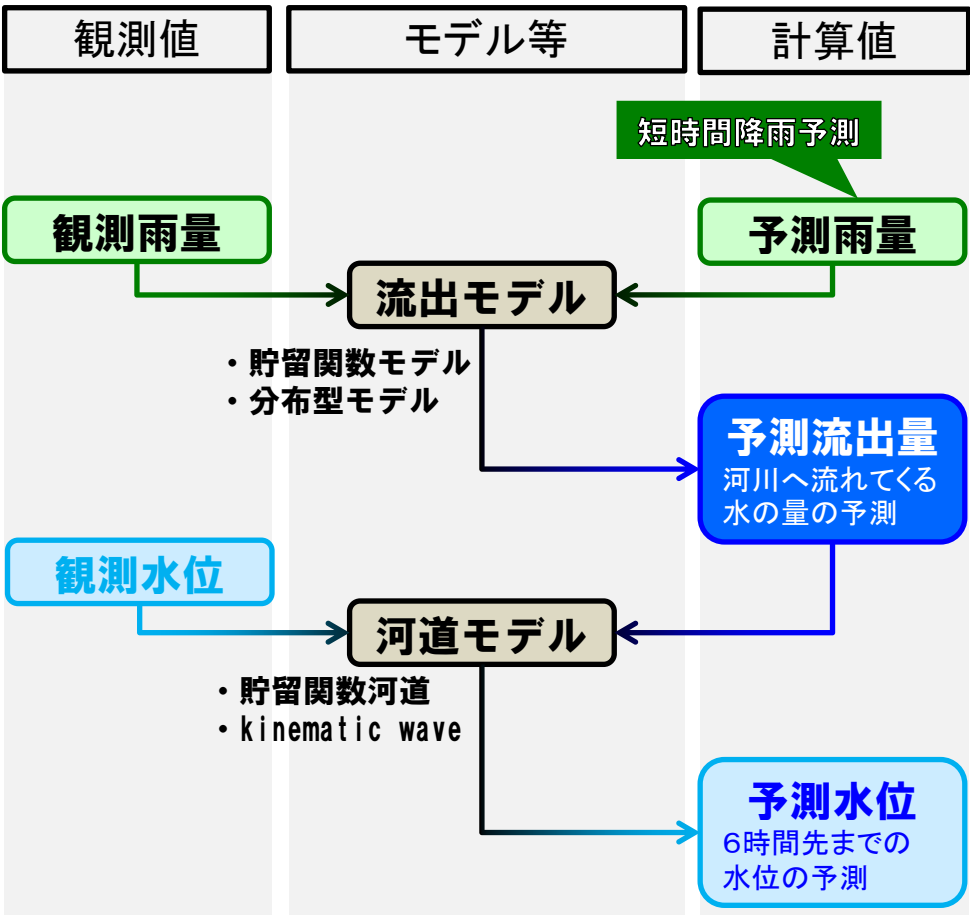 観測値
モデル等
計算値
短時間降雨予測
観測雨量
予測雨量
流出モデル
・貯留関数モデル
・分布型モデル
予測流出量
河川へ流れてくる
水の量の予測
観測水位
河道モデル
・貯留関数河道
・kinematic wave
予測水位
6時間先までの
水位の予測